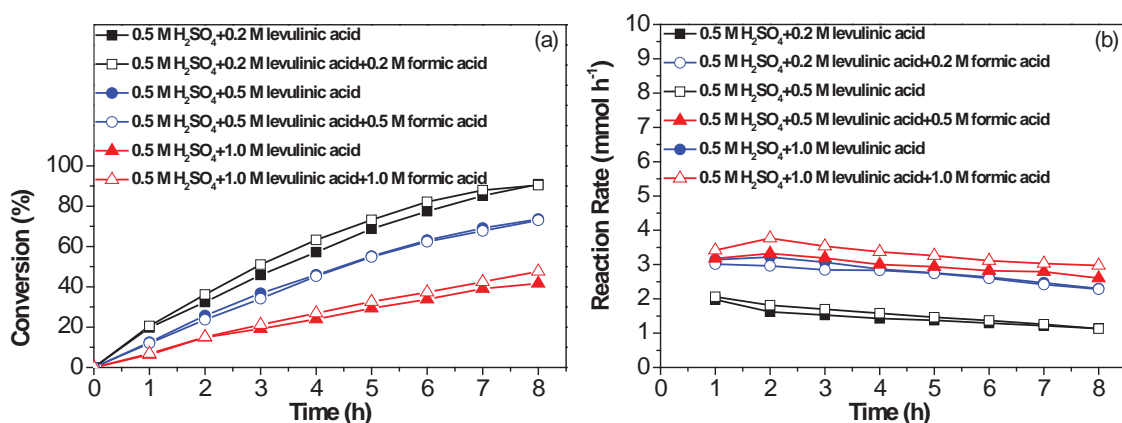 (a)
0.5 M H₂SO₄+0.2 M levulinic acid
0.5 M H₂SO₄+0.2 M levulinic acid+0.2 M formic acid
0.5 M H₂SO₄+0.5 M levulinic acid
0.5 M H₂SO₄+0.5 M levulinic acid+0.5 M formic acid
0.5 M H₂SO₄+1.0 M levulinic acid
0.5 M H₂SO₄+1.0 M levulinic acid+1.0 M formic acid
Conversion (%)
100
80
60
40
20
0
0 1 2 3 4 5 6 7 8
Time (h)
(b)
0.5 M H₂SO₄+0.2 M levulinic acid
0.5 M H₂SO₄+0.2 M levulinic acid+0.2 M formic acid
0.5 M H₂SO₄+0.5 M levulinic acid
0.5 M H₂SO₄+0.5 M levulinic acid+0.5 M formic acid
0.5 M H₂SO₄+1.0 M levulinic acid
0.5 M H₂SO₄+1.0 M levulinic acid+1.0 M formic acid
Reaction Rate (mmol h⁻¹)
10
9
8
7
6
5
4
3
2
1
0
0 1 2 3 4 5 6 7 8
Time (h)